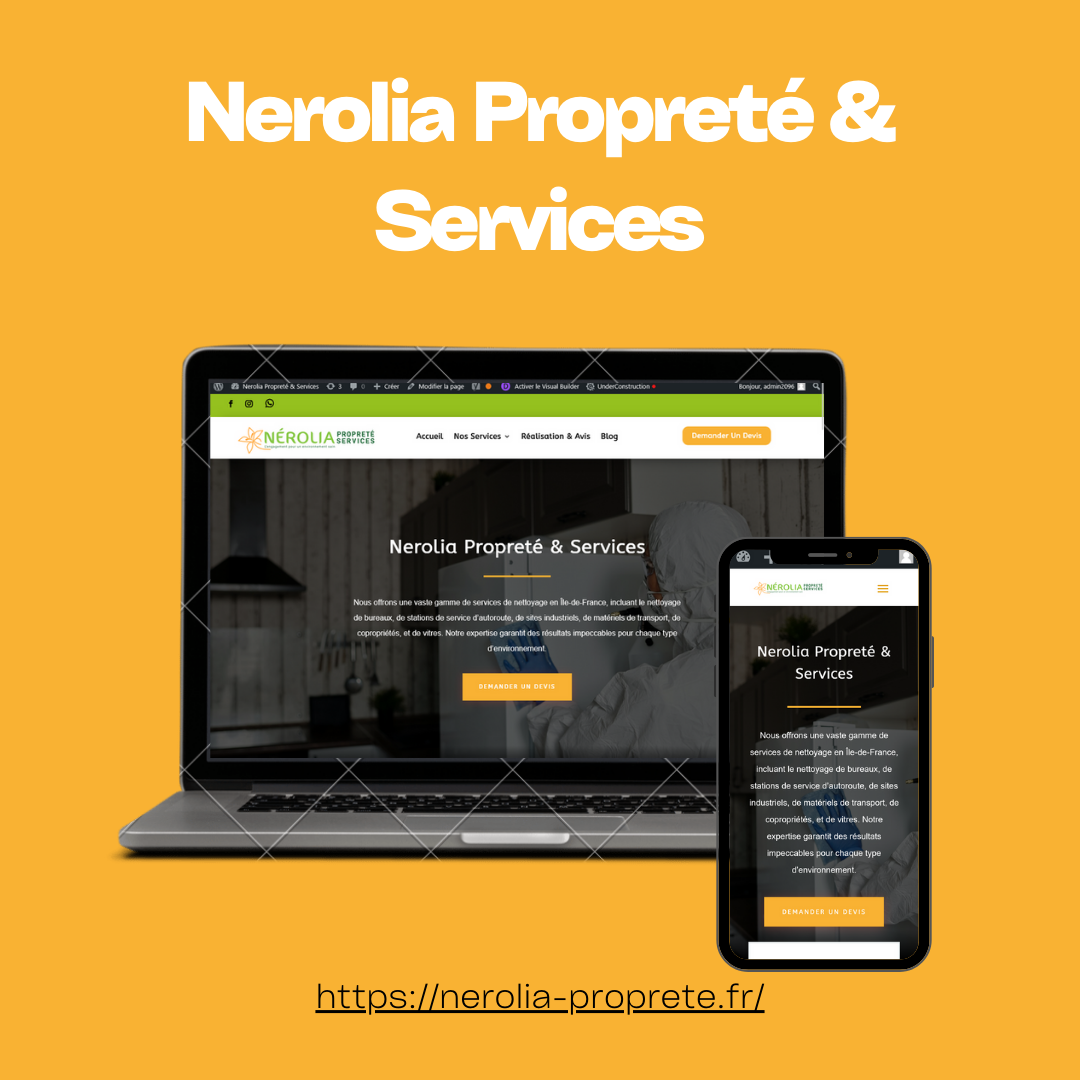 Nerolia Propreté &
Services
Nerolia Propreté & Services 3 0 Créer Modifier la page Activer le Visual Builder UnderConstruction Bonjour, admin2096
NÉROLIA PROPRETÉ
SERVICES
Accueil Nos Services Réalisation & Avis Blog Demander Un Devis
Nerolia Propreté & Services
Nous offrons une vaste gamme de services de nettoyage en Île-de-France, incluant le nettoyage
de bureaux, de stations de service d'autoroute, de sites industriels, de matériels de transport, de
copropriétés, et de vitres. Notre expertise garantit des résultats impeccables pour chaque type
d'environnement.
DEMANDER UN DEVIS
NÉROLIA PROPRETÉ
SERVICES
Nerolia Propreté &
Services
Nous offrons une vaste gamme de
services de nettoyage en Île-de-France,
incluant le nettoyage de bureaux, de
stations de service d'autoroute, de sites
industriels, de matériels de transport, de
copropriétés, et de vitres. Notre
expertise garantit des résultats
impeccables pour chaque type
d'environnement.
DEMANDER UN DEVIS
https://nerolia-proprete.fr/